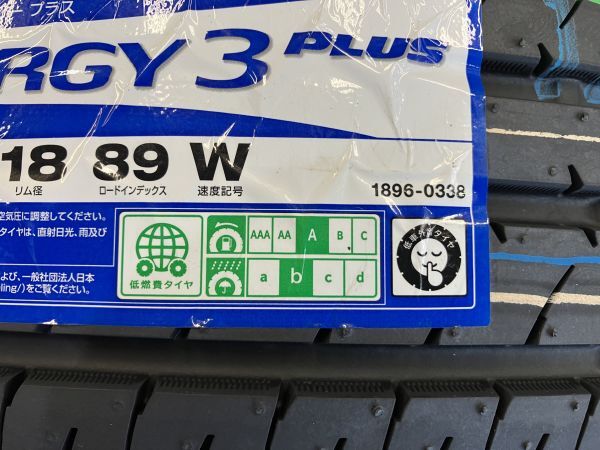 プラス
RGY 3 PLUS
18 89 W
リム径 ロードインデックス 速度記号
1896-0338
空気圧に調整してください。
タイヤは、直射日光、雨及び
および、一般社団法人日本
ling/)をご覧ください。
低燃費タイヤ
AAA AA A B C
a b c d
低車外音タイヤ